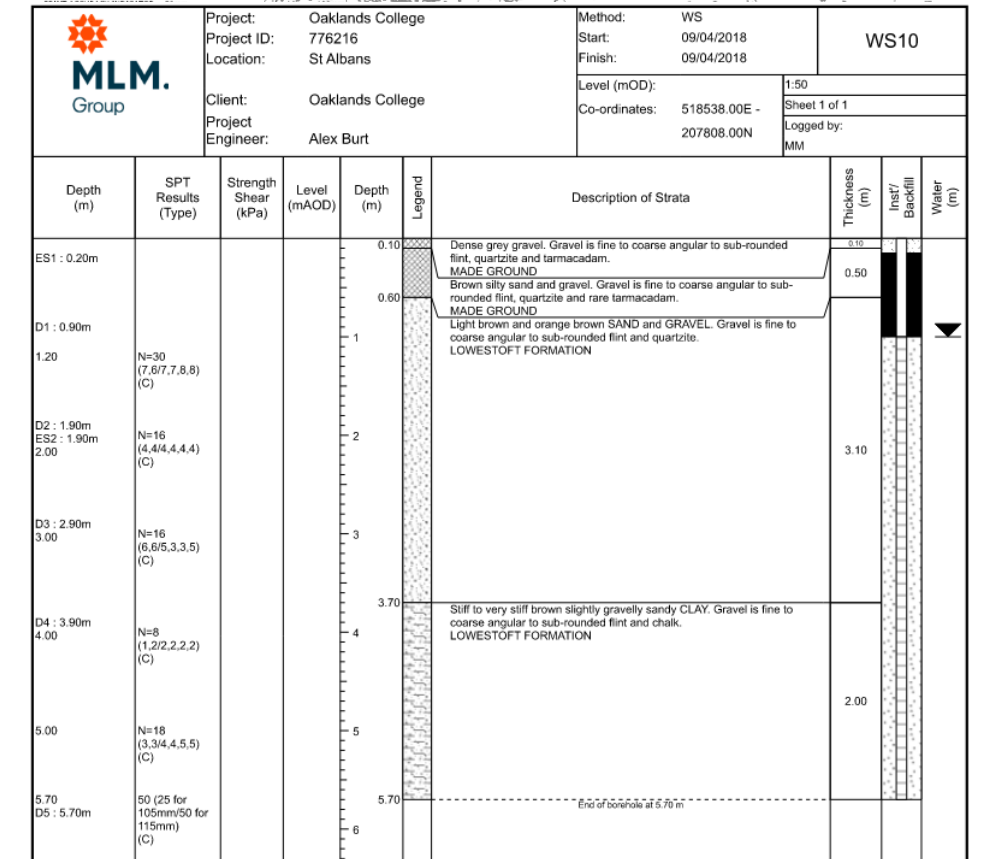 Project: Oaklands College
Project ID: 776216
Location: St Albans
Client: Oaklands College
Project
Engineer: Alex Burt
MLM.
Group
Method: WS
Start: 09/04/2018
Finish: 09/04/2018
WS10
Level (mOD):
Co-ordinates: 518538.00E -
207808.00N
1:50
Sheet 1 of 1
Logged by:
MM
Depth
(m)
SPT
Results
(Type)
Strength
Shear
(kPa)
Level
(mAOD)
Depth
(m)
Legend
Description of Strata
Thickness
(m)
Inst'/
Backfill
Water
(m)
0.10
Dense grey gravel. Gravel is fine to coarse angular to sub-rounded
flint, quartzite and tarmacadam.
MADE GROUND
0.10
ES1 : 0.20m
0.50
Brown silty sand and gravel. Gravel is fine to coarse angular to sub-
rounded flint, quartzite and rare tarmacadam.
MADE GROUND
0.60
Light brown and orange brown SAND and GRAVEL. Gravel is fine to
coarse angular to sub-rounded flint and quartzite.
LOWESTOFT FORMATION
D1 : 0.90m
1
1.20
N=30
(7,6/7,7,8,8)
(C)
D2 : 1.90m
ES2 : 1.90m
2.00
N=16
(4,4/4,4,4,4)
(C)
2
3.10
D3 : 2.90m
3.00
N=16
(6,6/5,3,3,5)
(C)
3
3.70
Stiff to very stiff brown slightly gravelly sandy CLAY. Gravel is fine to
coarse angular to sub-rounded flint and chalk.
LOWESTOFT FORMATION
D4 : 3.90m
4.00
N=8
(1,2/2,2,2,2)
(C)
4
2.00
5.00
N=18
(3,3/4,4,5,5)
(C)
5
5.70
D5 : 5.70m
50 (25 for
105mm/50 for
115mm)
(C)
5.70
End of borehole at 5.70 m
6